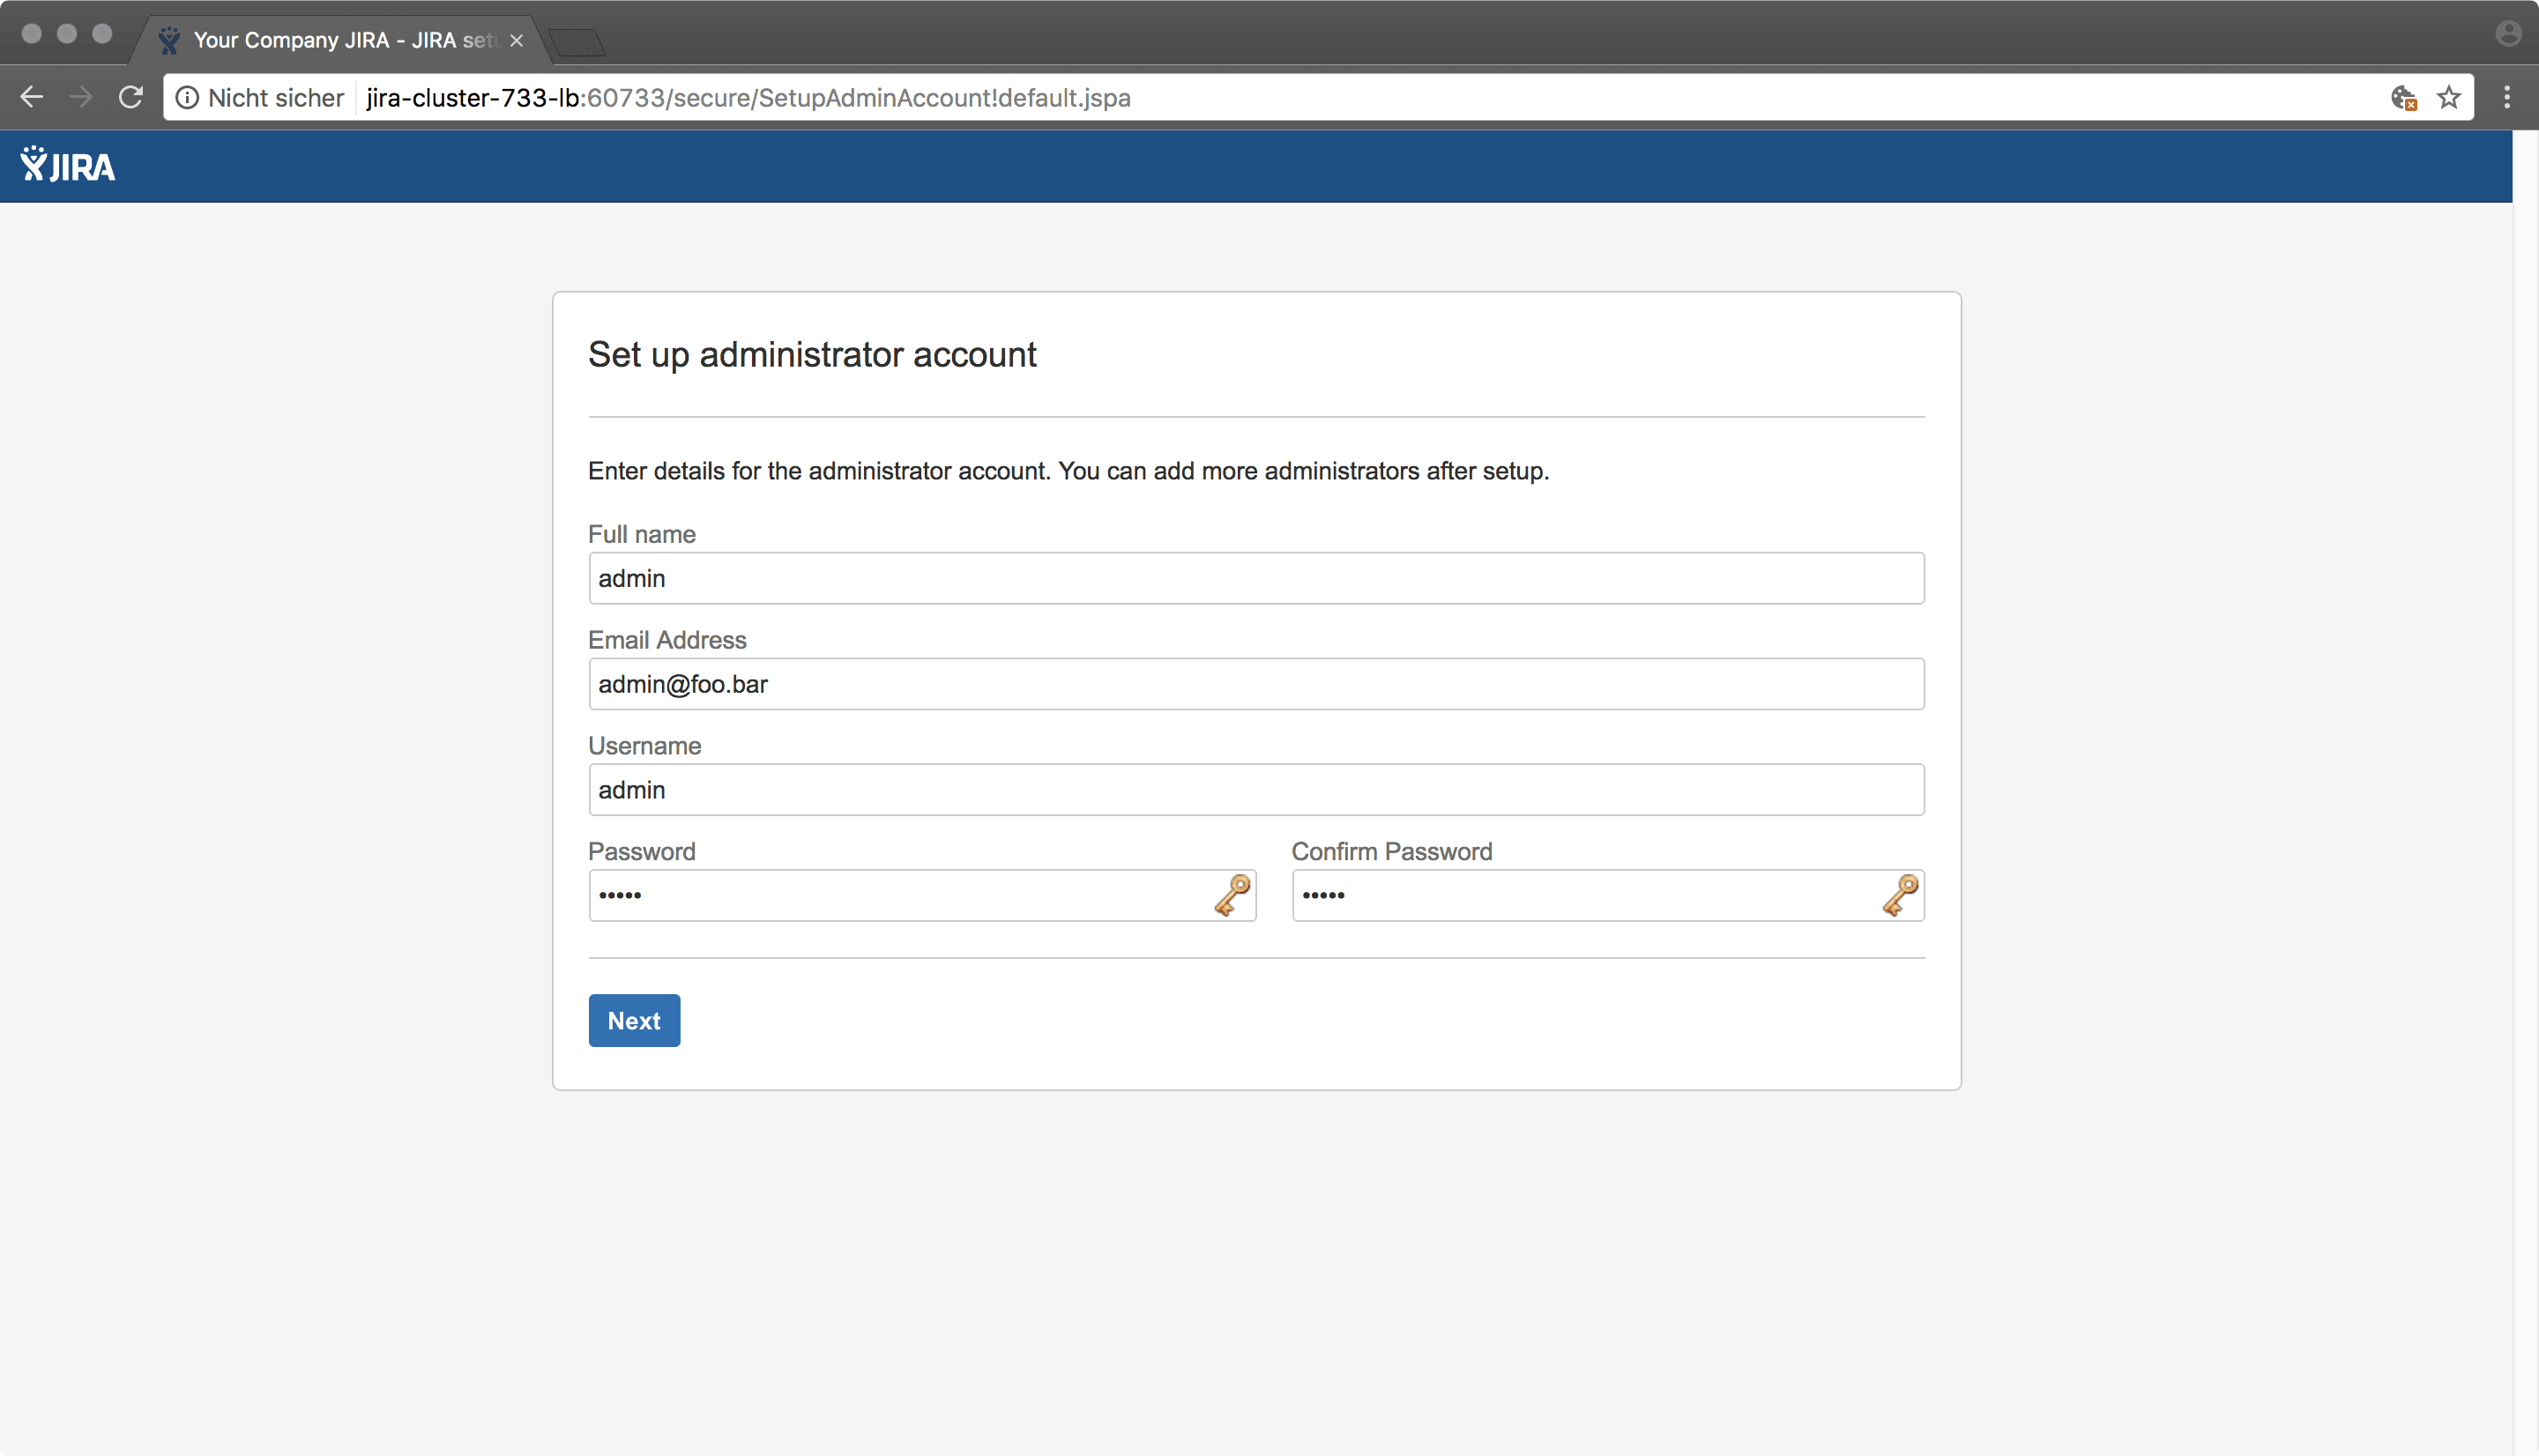 Your Company JIRA - JIRA setu
Nicht sicher jira-cluster-733-lb:60733/secure/SetupAdminAccount!default.jspa
JIRA
Set up administrator account
Enter details for the administrator account. You can add more administrators after setup.
Full name
admin
Email Address
admin@foo.bar
Username
admin
Password Confirm Password
••••• •••••
Next